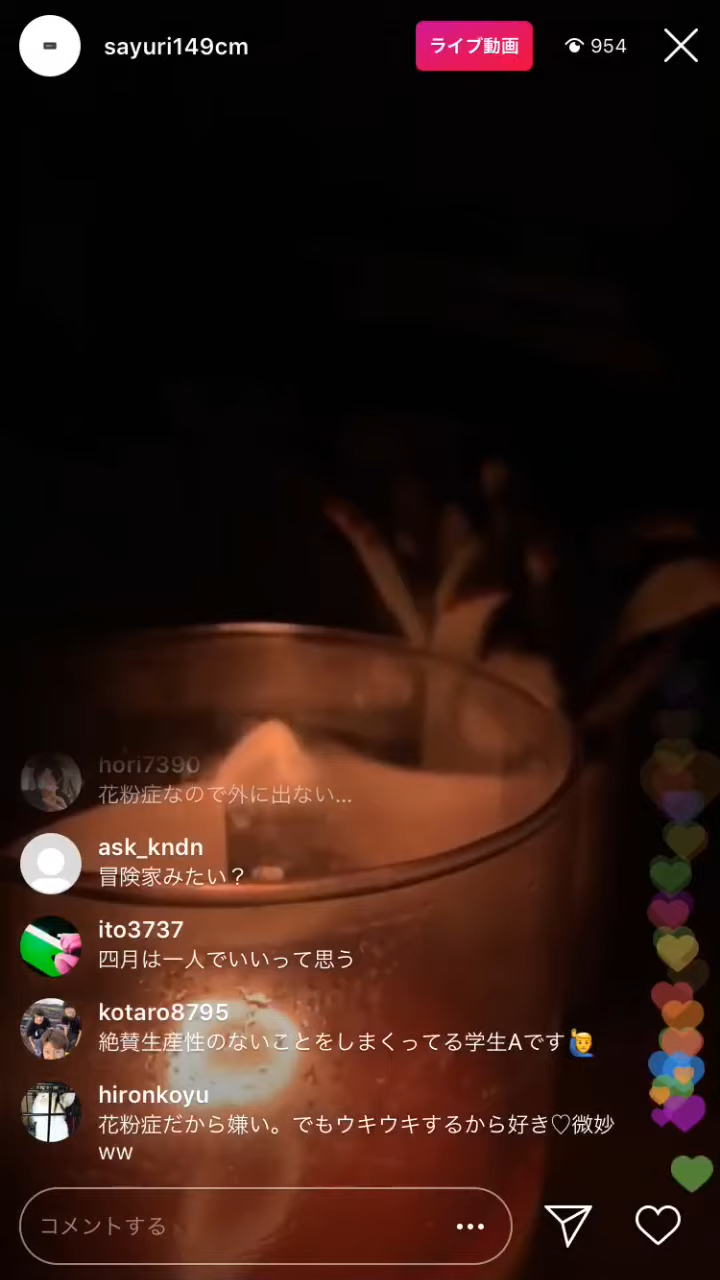 sayuri149cm
ライブ動画
954
hori7390
花粉症なので外に出ない...
ask_kndn
冒険家みたい？
ito3737
四月は一人でいいって思う
kotaro8795
絶賛生産性のないことをしまくってる学生Aです🙋‍♂️
hironkoyu
花粉症だから嫌い。でもウキウキするから好き♡微妙
ww
コメントする